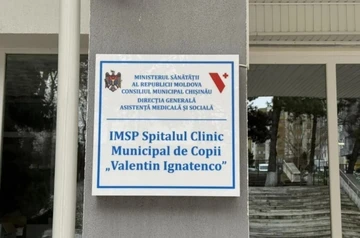 MINISTERUL SĂNĂTĂȚII
AL REPUBLICII MOLDOVA
CONSILIUL MUNICIPAL CHIȘINĂU
DIRECȚIA GENERALĂ
ASISTENȚĂ MEDICALĂ ȘI SOCIALĂ
IMSP Spitalul Clinic
Municipal de Copii
„Valentin Ignatenco”